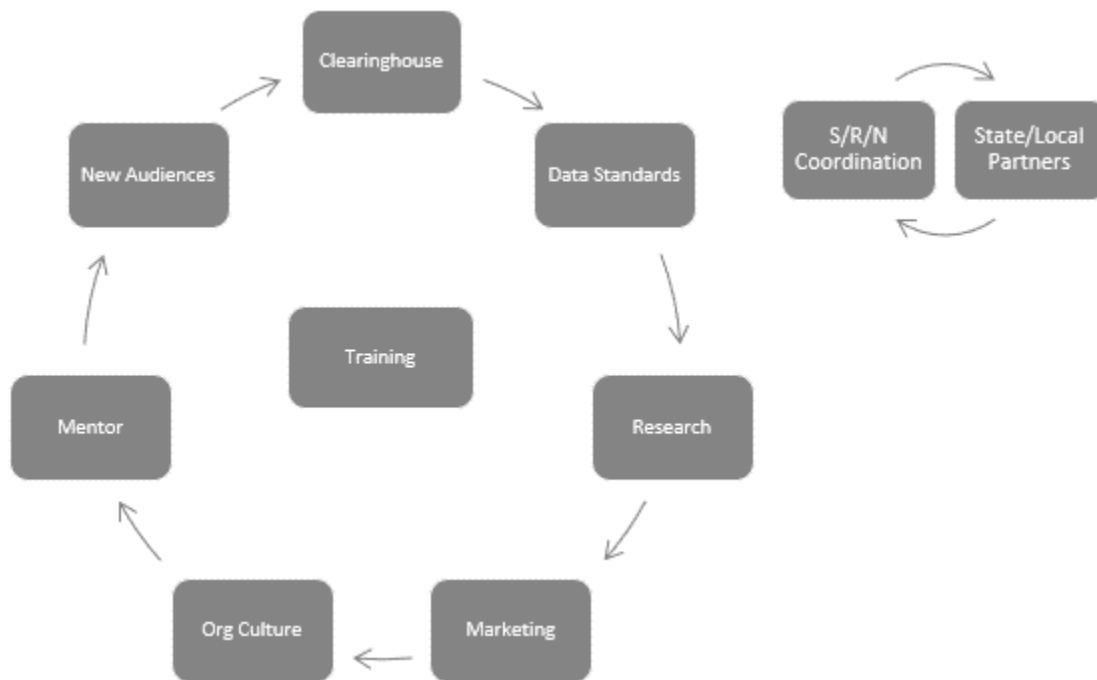 Clearinghouse
New Audiences
Data Standards
Training
Mentor
Research
Org Culture
Marketing
S/R/N
Coordination
State/Local
Partners